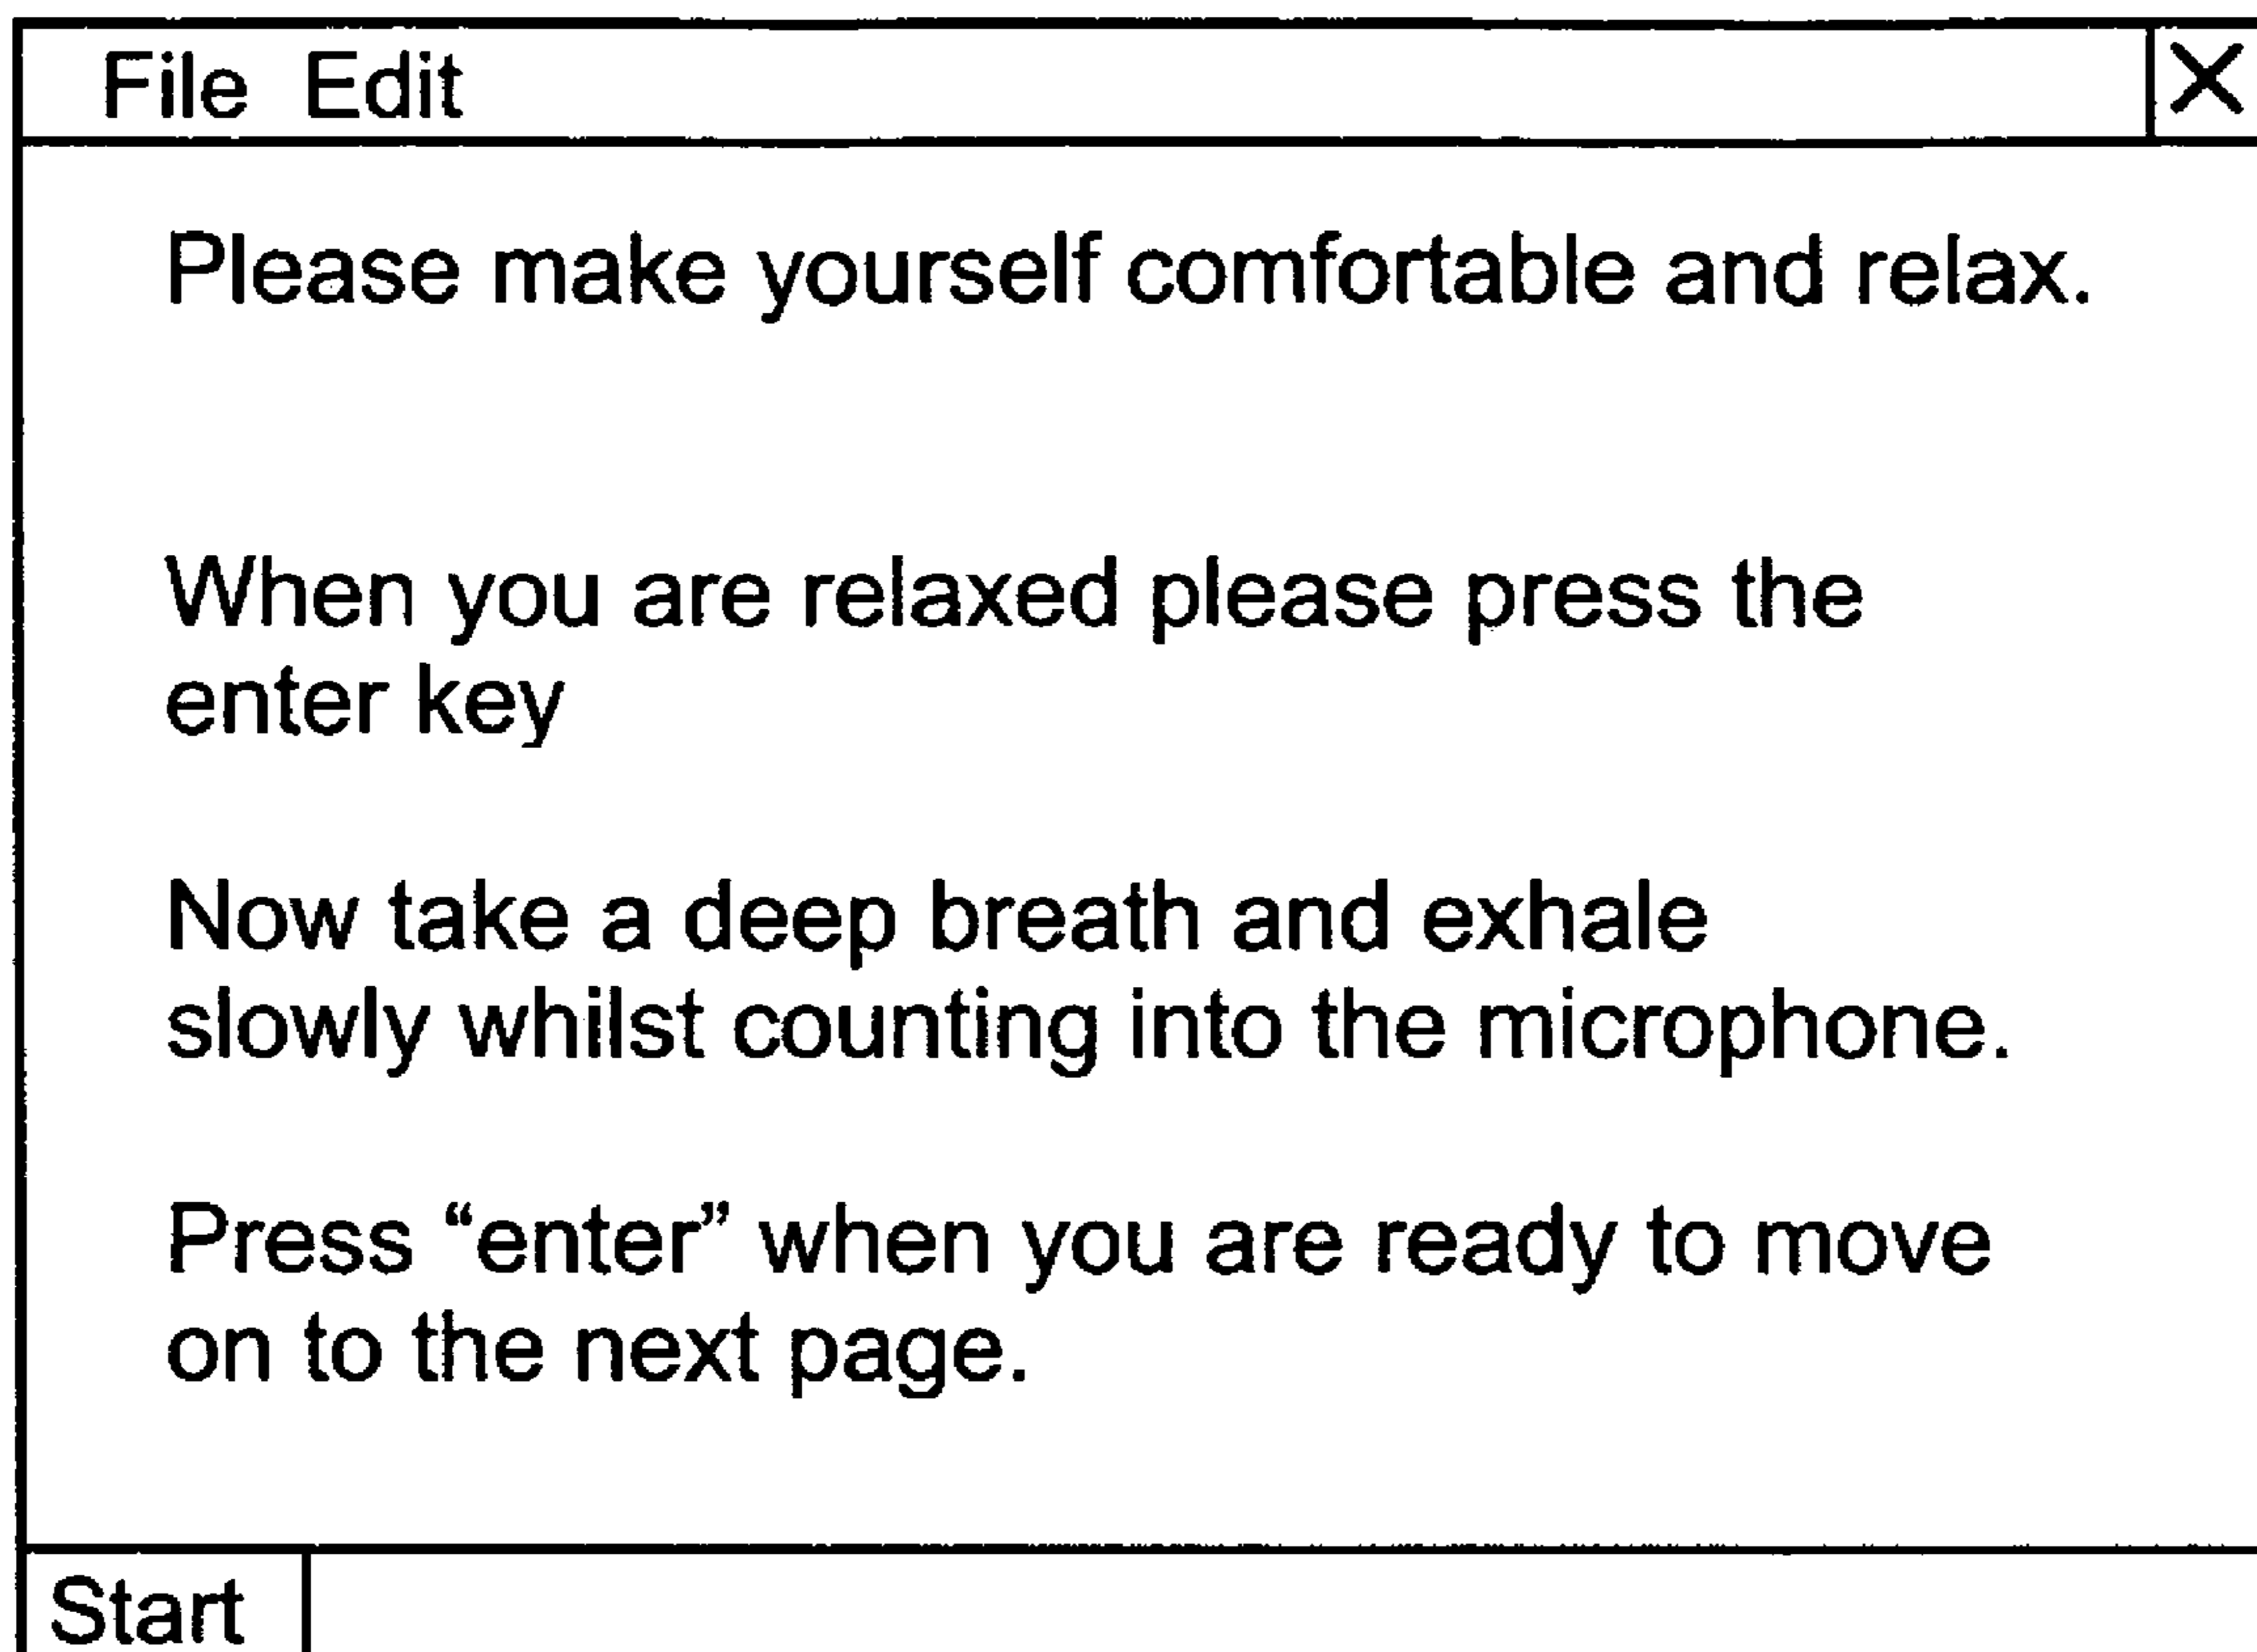 File Edit X
Please make yourself comfortable and relax.
When you are relaxed please press the
enter key
Now take a deep breath and exhale
slowly whilst counting into the microphone.
Press “enter” when you are ready to move
on to the next page.
Start